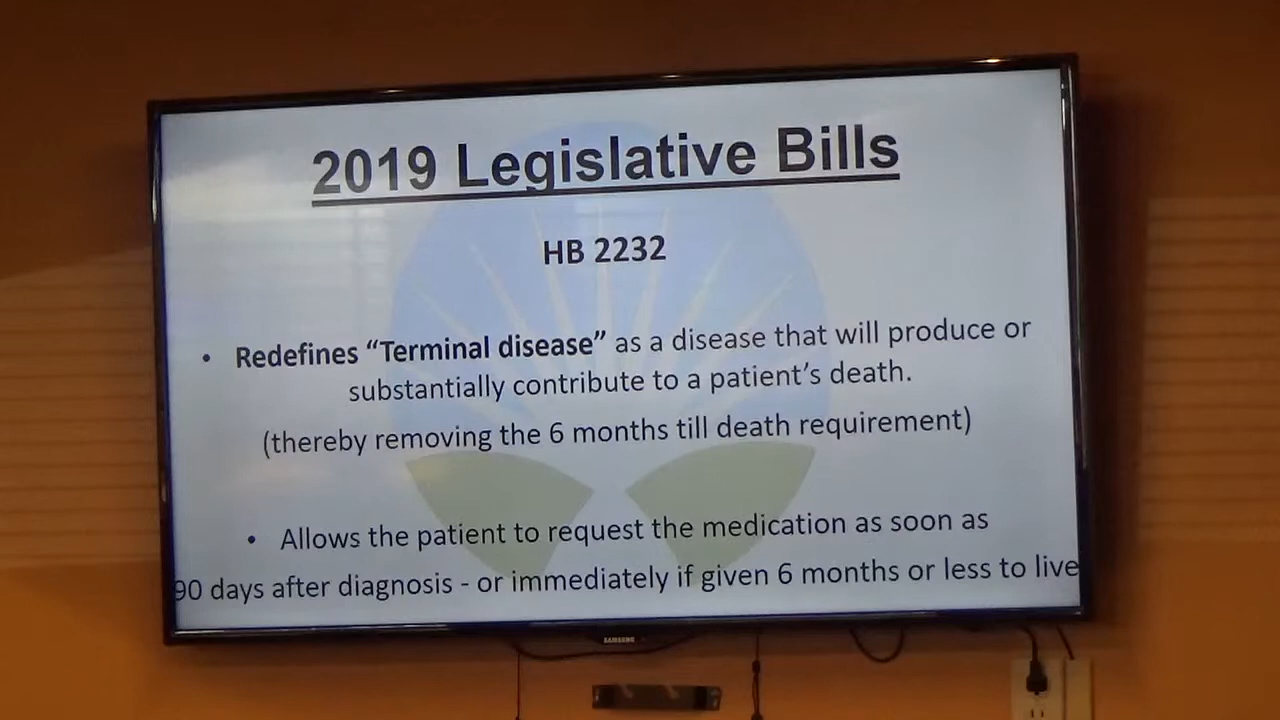 2019 Legislative Bills
HB 2232
• Redefines “Terminal disease” as a disease that will produce or
substantially contribute to a patient’s death.
(thereby removing the 6 months till death requirement)
• Allows the patient to request the medication as soon as
90 days after diagnosis - or immediately if given 6 months or less to live
SAMSUNG